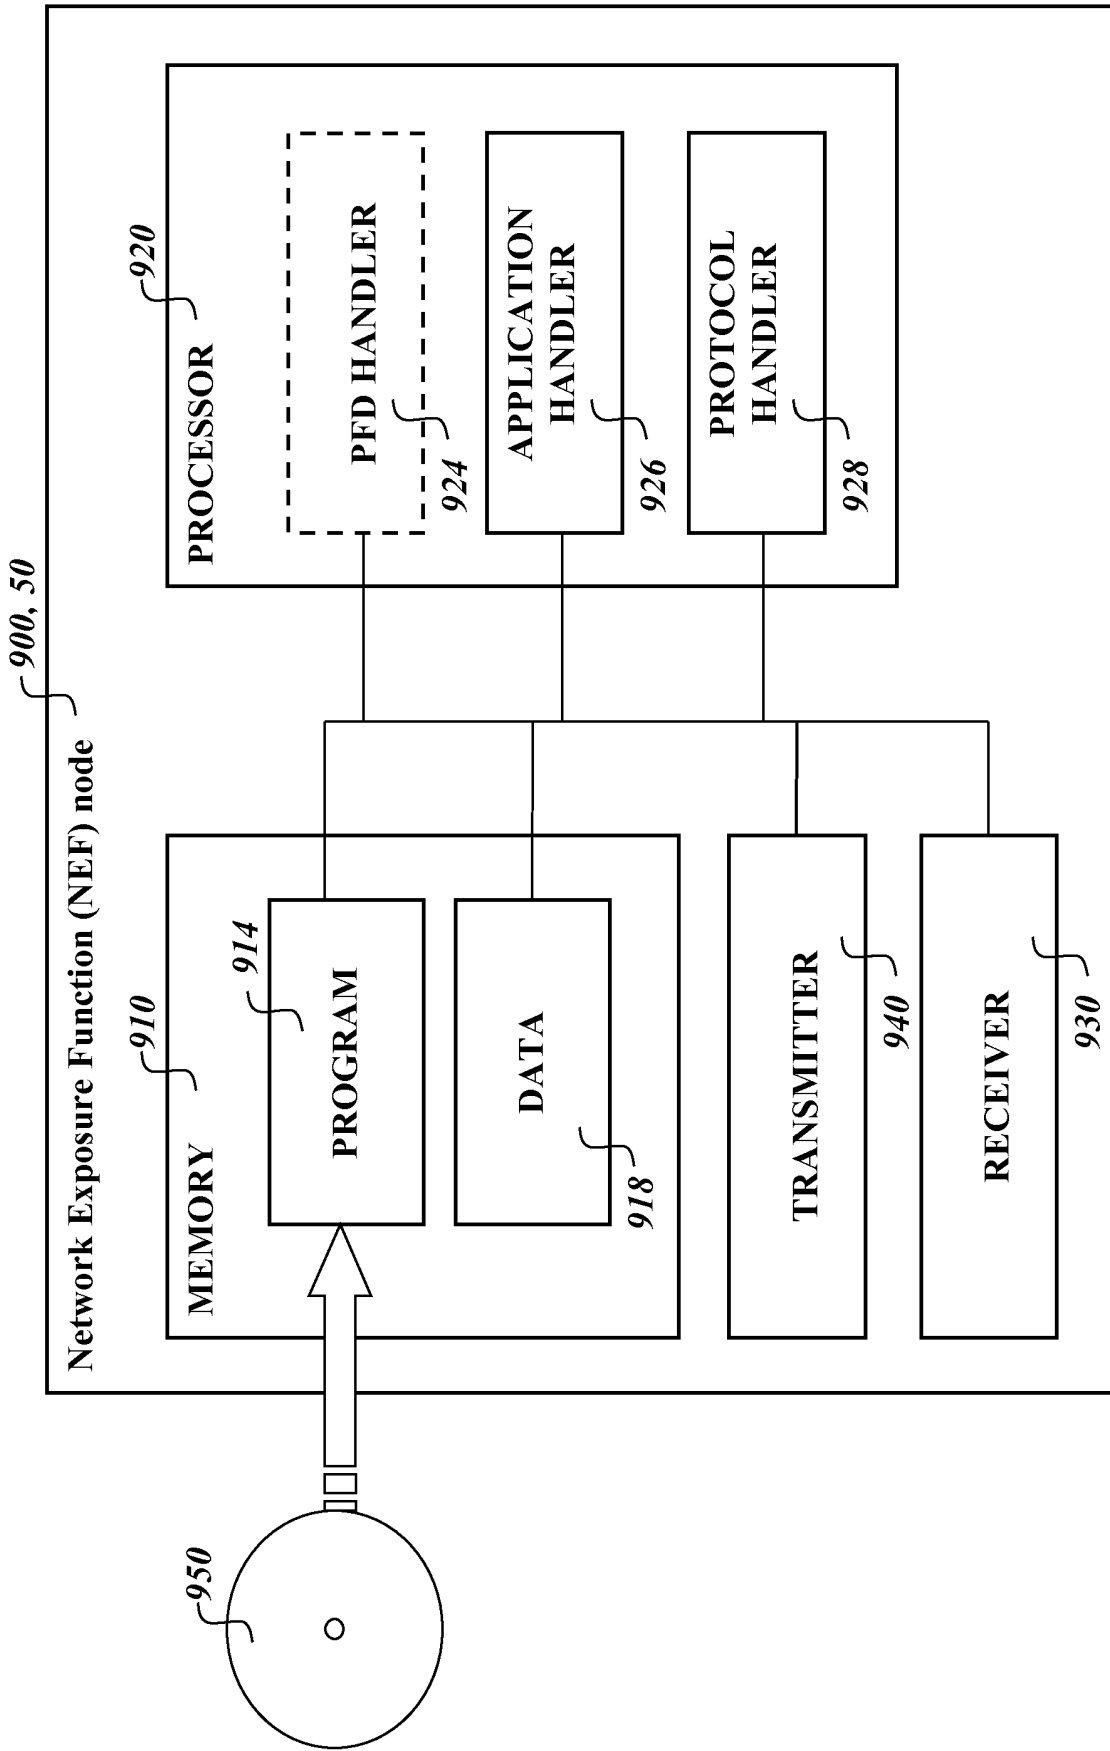 900, 50
Network Exposure Function (NEF) node
910
MEMORY
914
PROGRAM
DATA
918
TRANSMITTER
940
RECEIVER
930
920
PROCESSOR
PFD HANDLER
924
APPLICATION
HANDLER
926
PROTOCOL
HANDLER
928
950